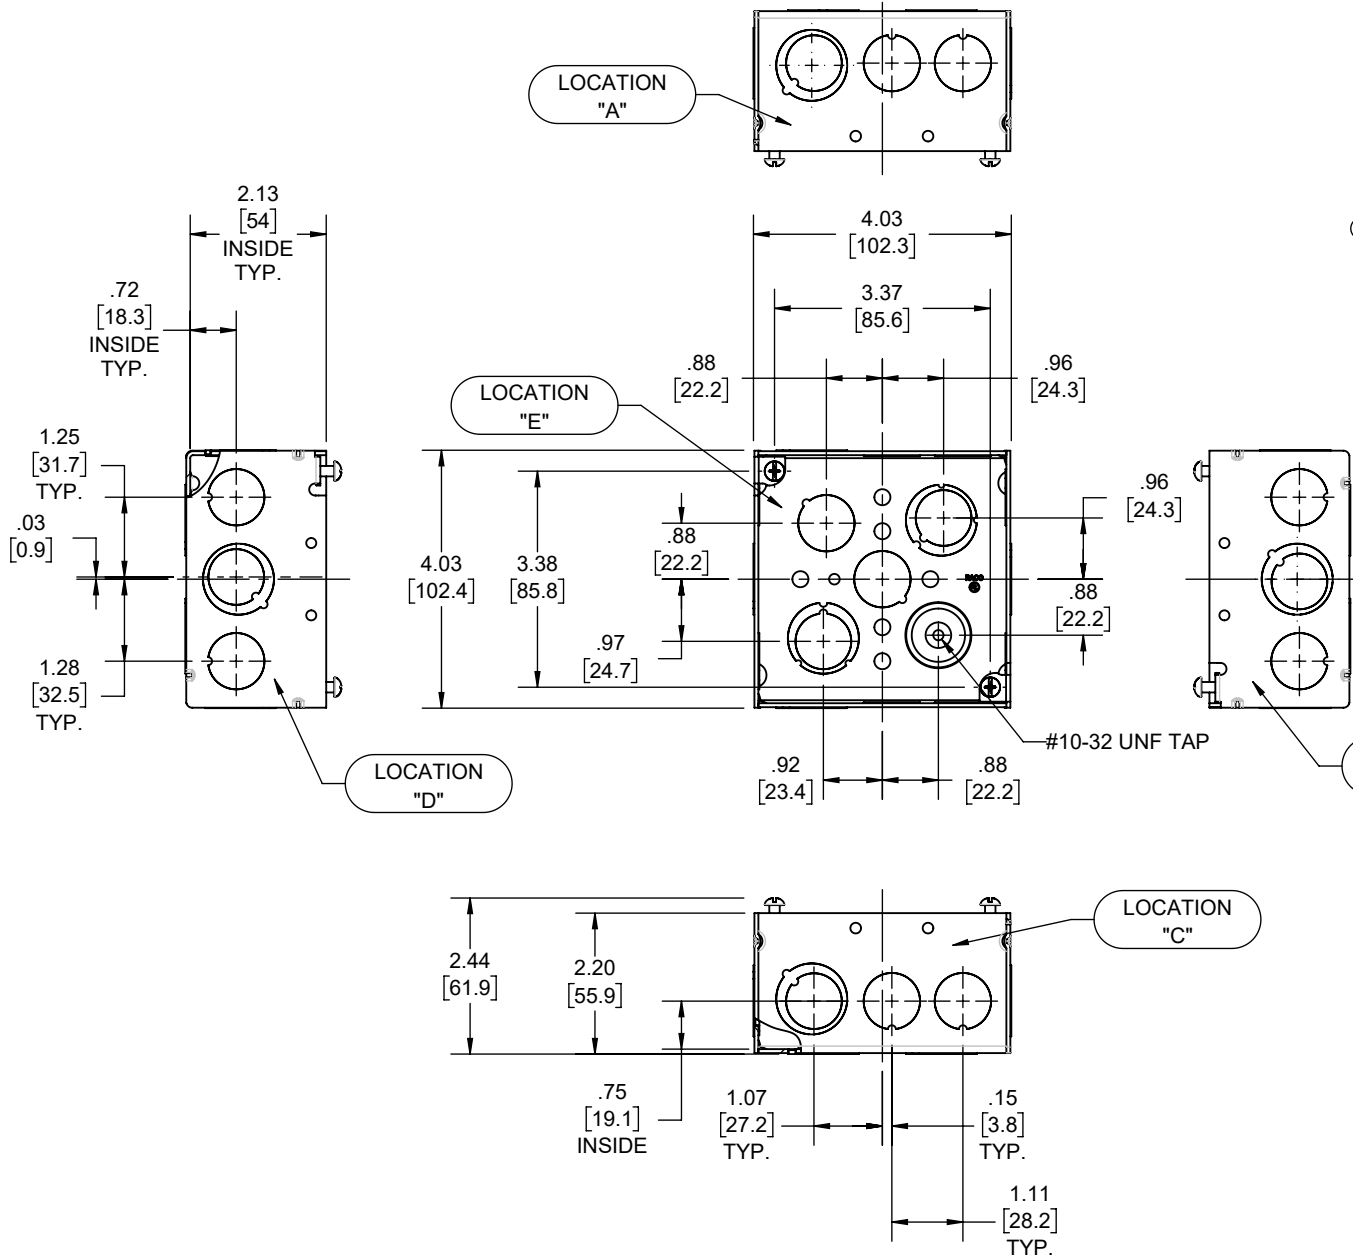 LOCATION
"A"
2.13
[54]
INSIDE
TYP.
4.03
[102.3]
.72
[18.3]
INSIDE
TYP.
3.37
[85.6]
.88
[22.2]
.96
[24.3]
LOCATION
"E"
1.25
[31.7]
TYP.
.03
[0.9]
4.03
[102.4]
3.38
[85.8]
.88
[22.2]
.96
[24.3]
RACO
.88
[22.2]
.97
[24.7]
1.28
[32.5]
TYP.
#10-32 UNF TAP
LOCATION
"D"
.92
[23.4]
.88
[22.2]
LOCATION
"C"
2.44
[61.9]
2.20
[55.9]
.75
[19.1]
INSIDE
1.07
[27.2]
TYP.
.15
[3.8]
TYP.
1.11
[28.2]
TYP.